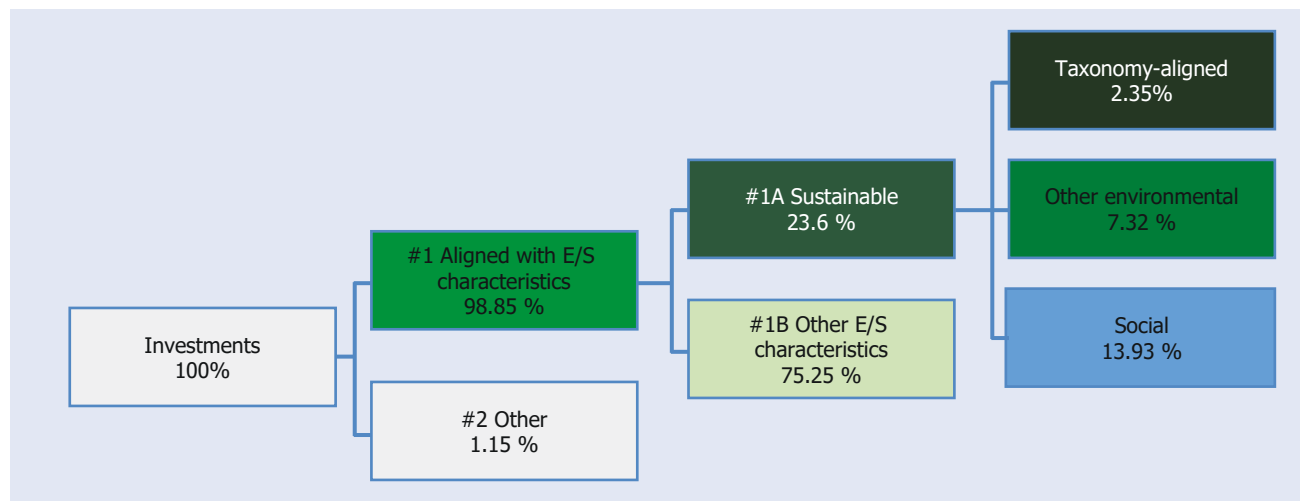 Investments
100%
#1 Aligned with E/S
characteristics
98.85 %
#2 Other
1.15 %
#1A Sustainable
23.6 %
#1B Other E/S
characteristics
75.25 %
Taxonomy-aligned
2.35%
Other environmental
7.32 %
Social
13.93 %